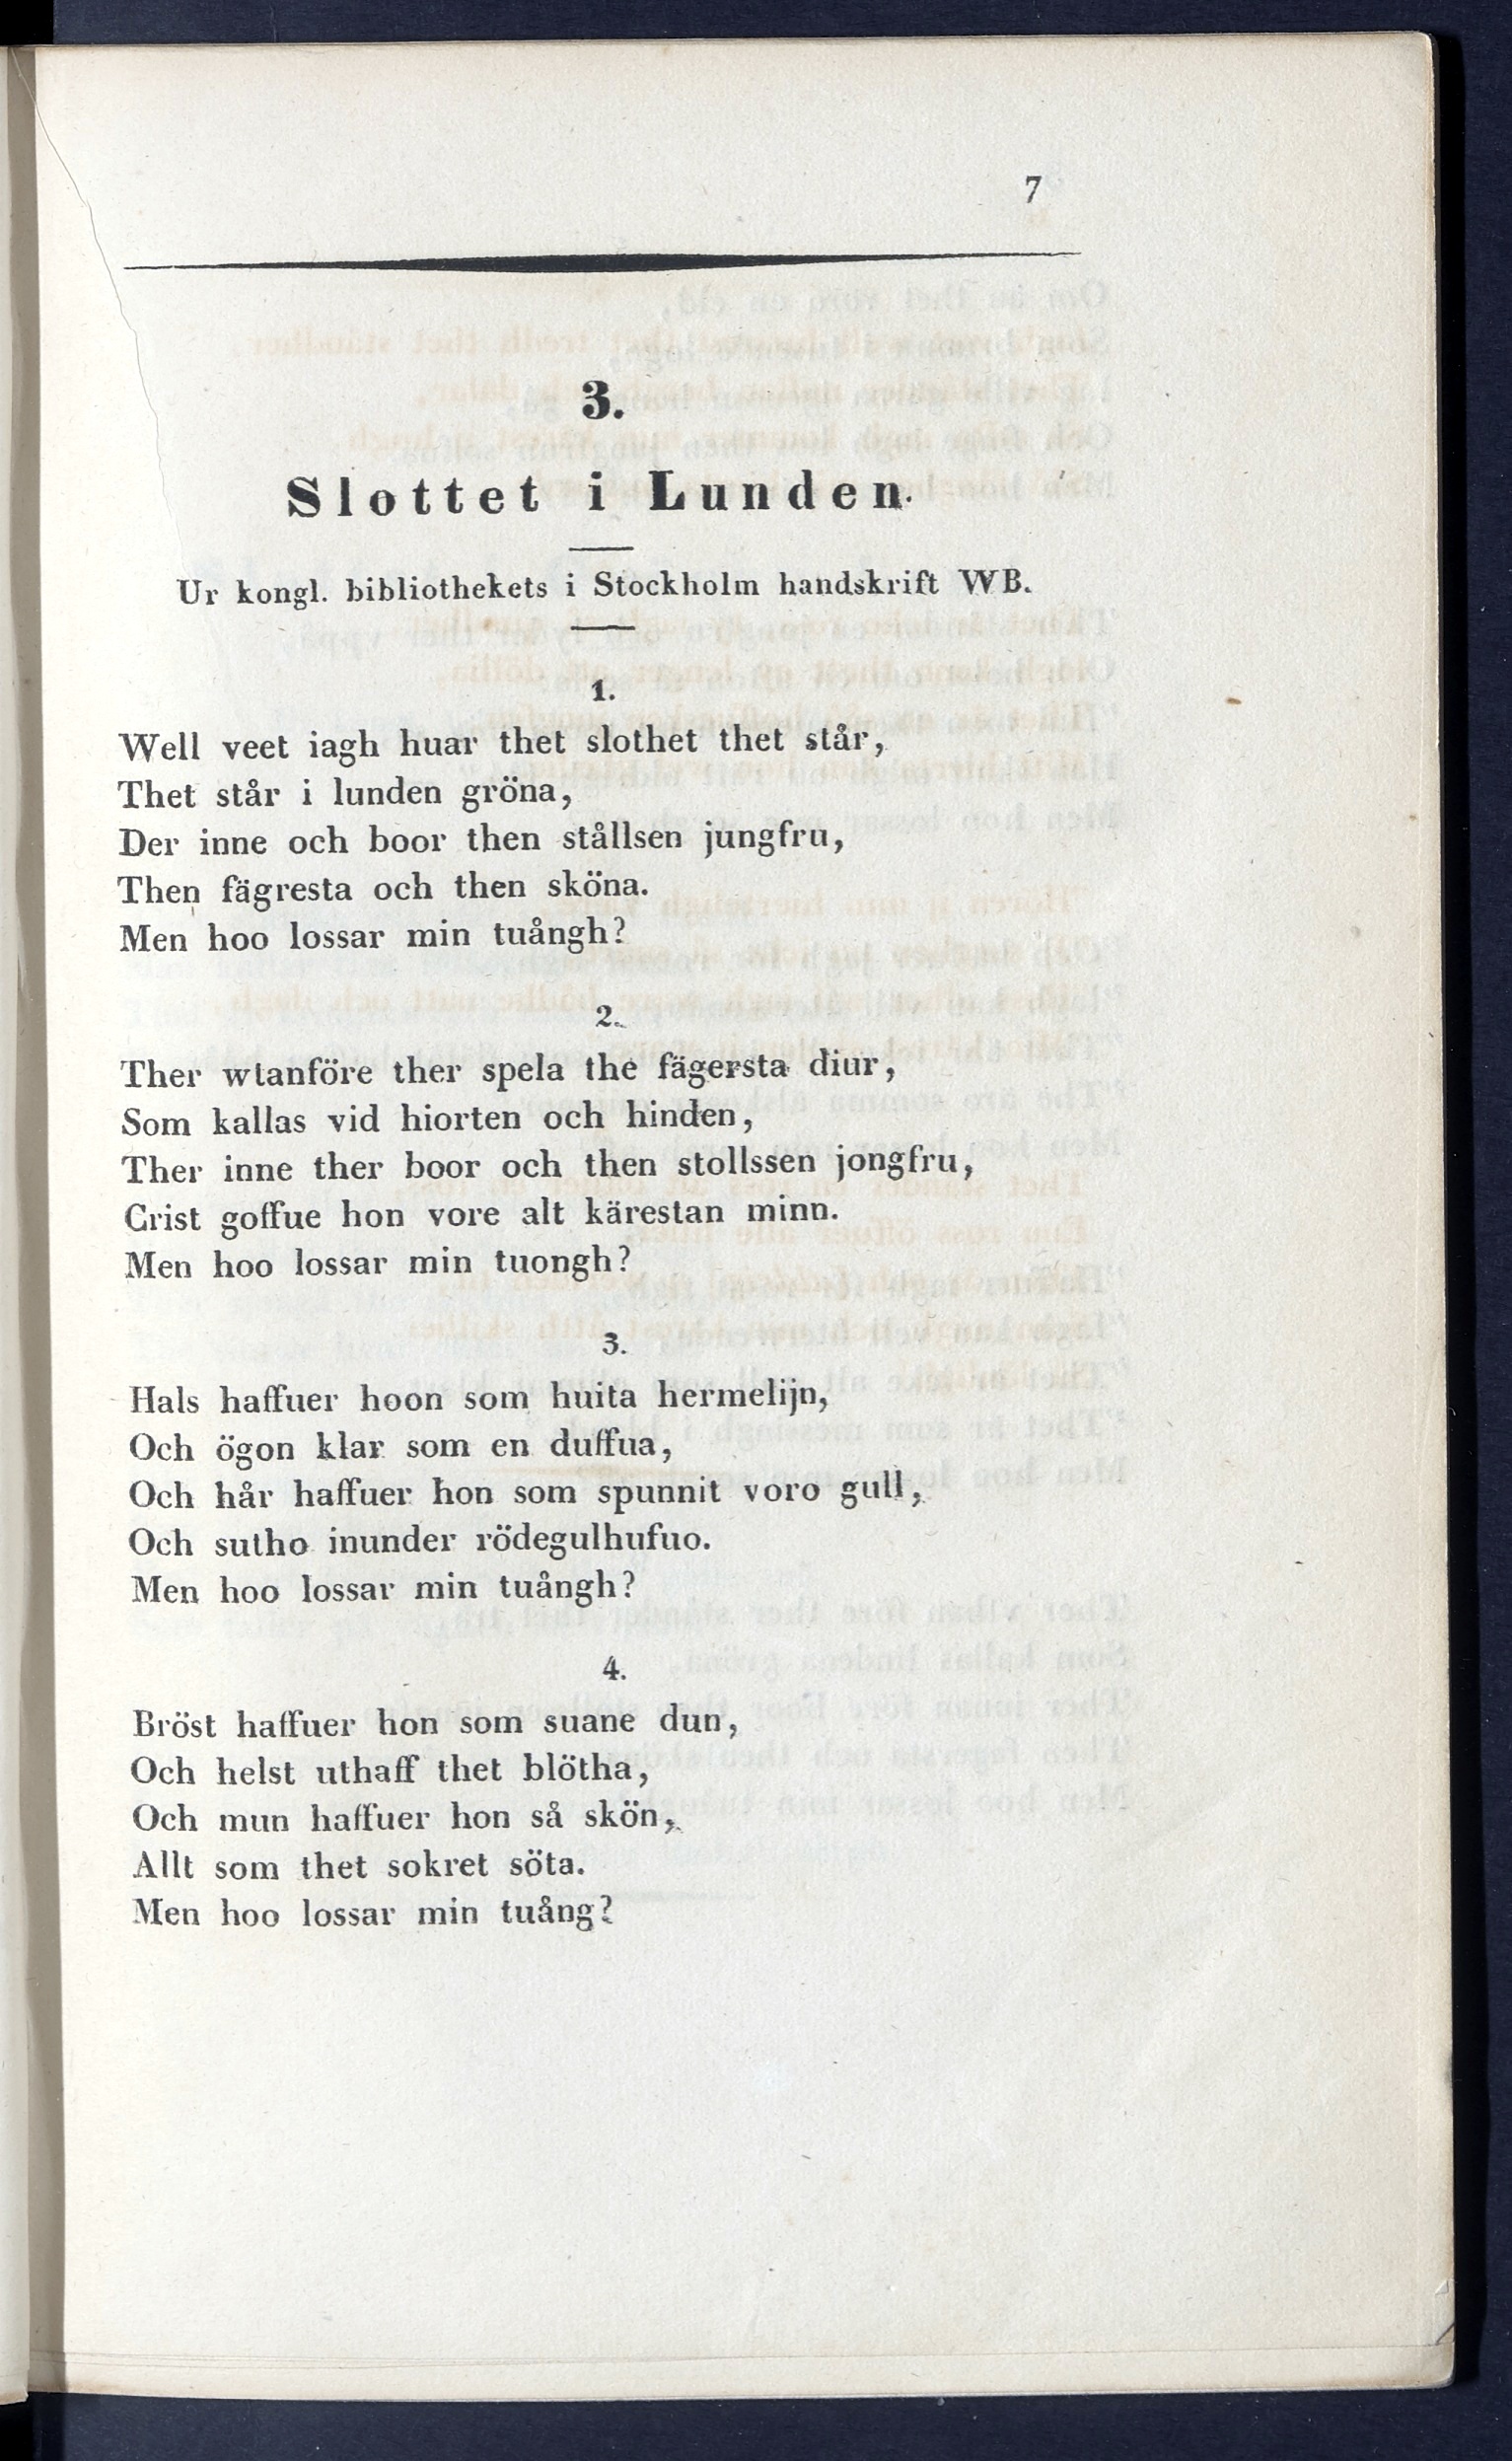 7
3.
Slottet i Lunden.
Ur kongl. bibliothekets i Stockholm handskrift WB.
1.
Well veet iagh huar thet slothet thet står,
Thet står i lunden gröna,
Der inne och boor then stållsen jungfru,
Then fägresta och then sköna.
Men hoo lossar min tuångh?
2.
Ther wtanföre ther spela the fägersta diur,
Som kallas vid hiorten och hinden,
Ther inne ther boor och then stollssen jongfru,
Crist goffue hon vore alt kärestan minn.
Men hoo lossar min tuongh?
3.
Hals haffuer hoon som huita hermelijn,
Och ögon klar som en duffua,
Och hår haffuer hon som spunnit voro gull,
Och sutho inunder rödegulhufuo.
Men hoo lossar min tuångh?
4.
Bröst haffuer hon som suane dun,
Och helst uthaff thet blötha,
Och mun haffuer hon så skön,
Allt som thet sokret söta.
Men hoo lossar min tuång?